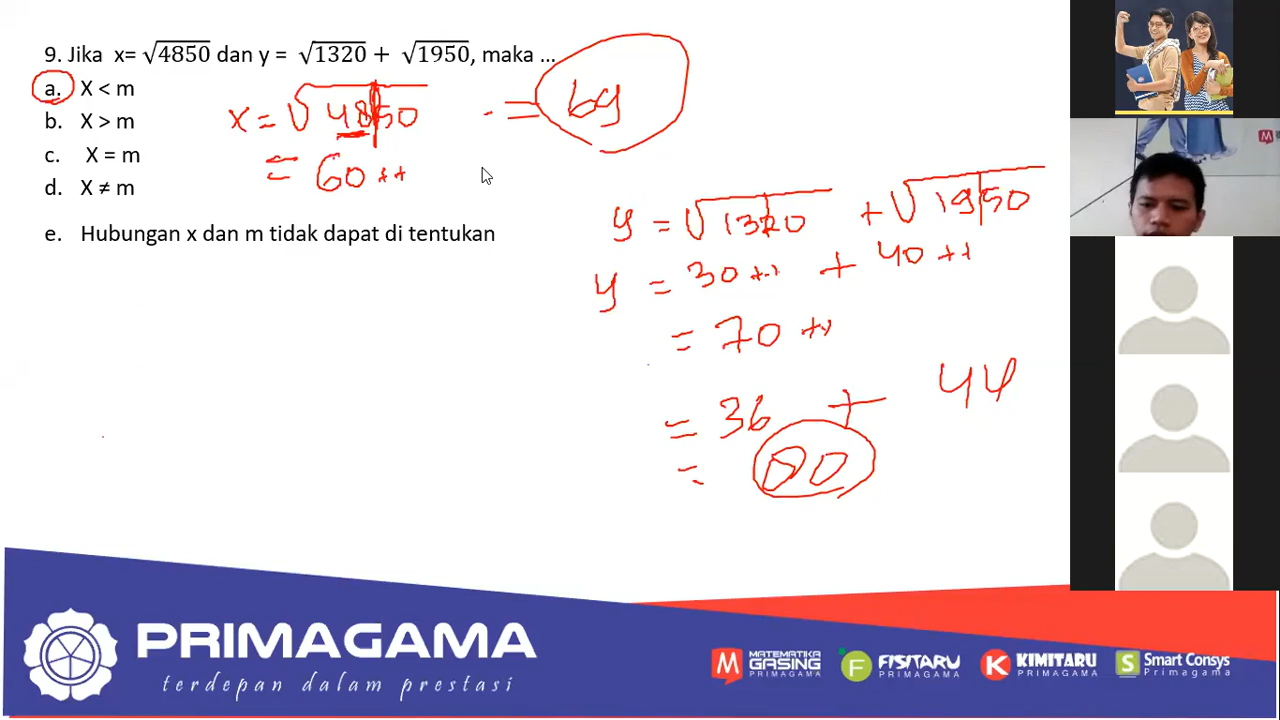 9. Jika x= √4850 dan y = √1320 + √1950, maka ...
a. X < m
b. X > m
c. X = m
d. X ≠ m
e. Hubungan x dan m tidak dapat di tentukan
x = √4850 = 69
= 60 ++
y = √1320 + √1950
y = 30 ++ + 40 ++
= 70 ++
= 36 + 44
= 80
PRIMAGAMA
terdepan dalam prestasi
M MATEMATIKA GASING PRIMAGAMA
F FISITARU PRIMAGAMA
K KIMITARU PRIMAGAMA
S Smart Consys Primagama